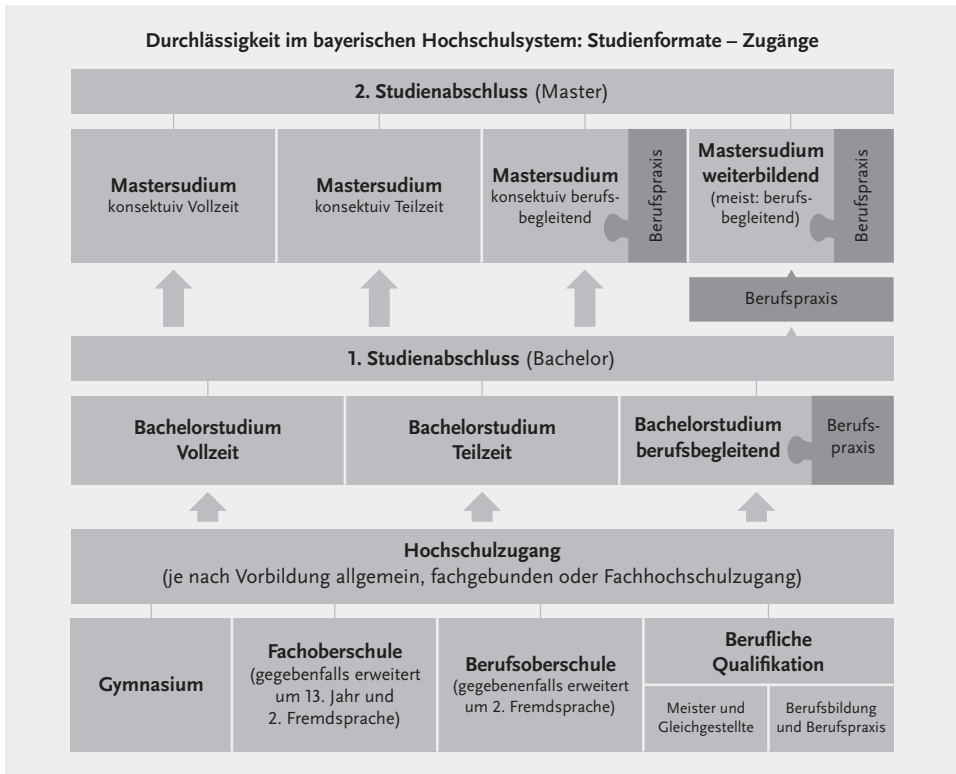 Durchlässigkeit im bayerischen Hochschulsystem: Studienformate – Zugänge
2. Studienabschluss (Master)
Mastersudium
konsektuiv Vollzeit
Mastersudium
konsektuiv Teilzeit
Mastersudium
konsektuiv berufs-
begleitend
Berufspraxis
Mastersudium
weiterbildend
(meist: berufs-
begleitend)
Berufspraxis
Berufspraxis
1. Studienabschluss (Bachelor)
Bachelorstudium
Vollzeit
Bachelorstudium
Teilzeit
Bachelorstudium
berufsbegleitend
Berufs-
praxis
Hochschulzugang
(je nach Vorbildung allgemein, fachgebunden oder Fachhochschulzugang)
Gymnasium
Fachoberschule
(gegebenfalls erweitert
um 13. Jahr und
2. Fremdsprache)
Berufsoberschule
(gegebenenfalls erweitert
um 2. Fremdsprache)
Berufliche
Qualifikation
Meister und
Gleichgestellte
Berufsbildung
und Berufspraxis